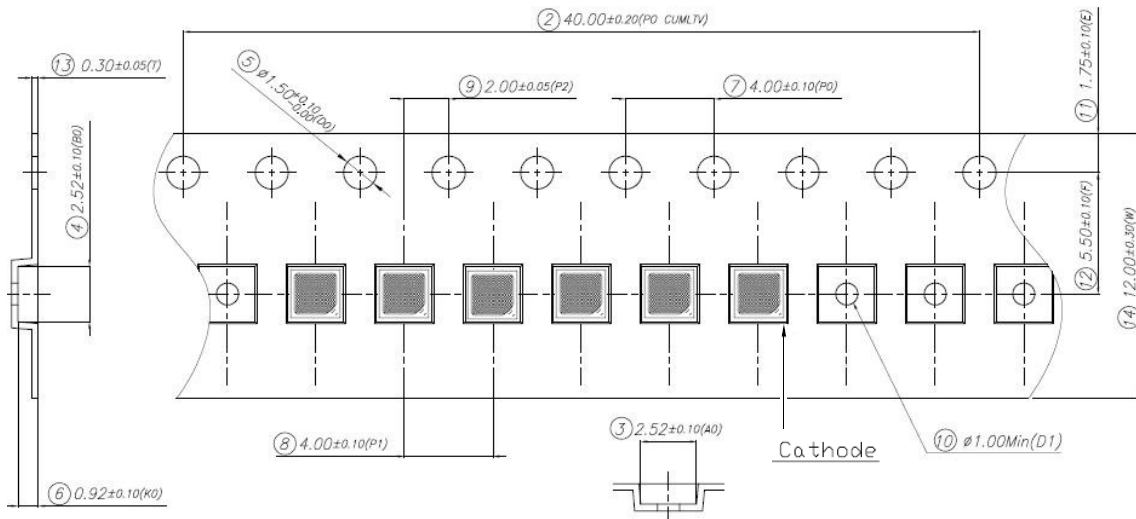 ② 40.00±0.20(P0 CUMLTV)
⑬ 0.30±0.05(T)
⑤ ø1.50+0.10-0.00(D0)
⑨ 2.00±0.05(P2)
⑦ 4.00±0.10(P0)
⑪ 1.75±0.10(E)
④ 2.52±0.10(B0)
⑫ 5.50±0.10(F)
⑭ 12.00±0.30(W)
⑧ 4.00±0.10(P1)
③ 2.52±0.10(A0)
Cathode
⑩ ø1.00Min(D1)
⑥ 0.92±0.10(K0)